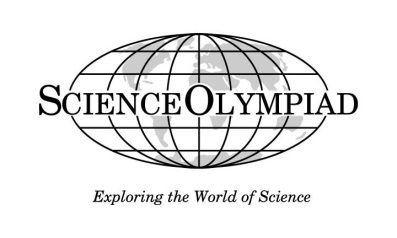 SCIENCEOLYMPIAD
Exploring the World of Science